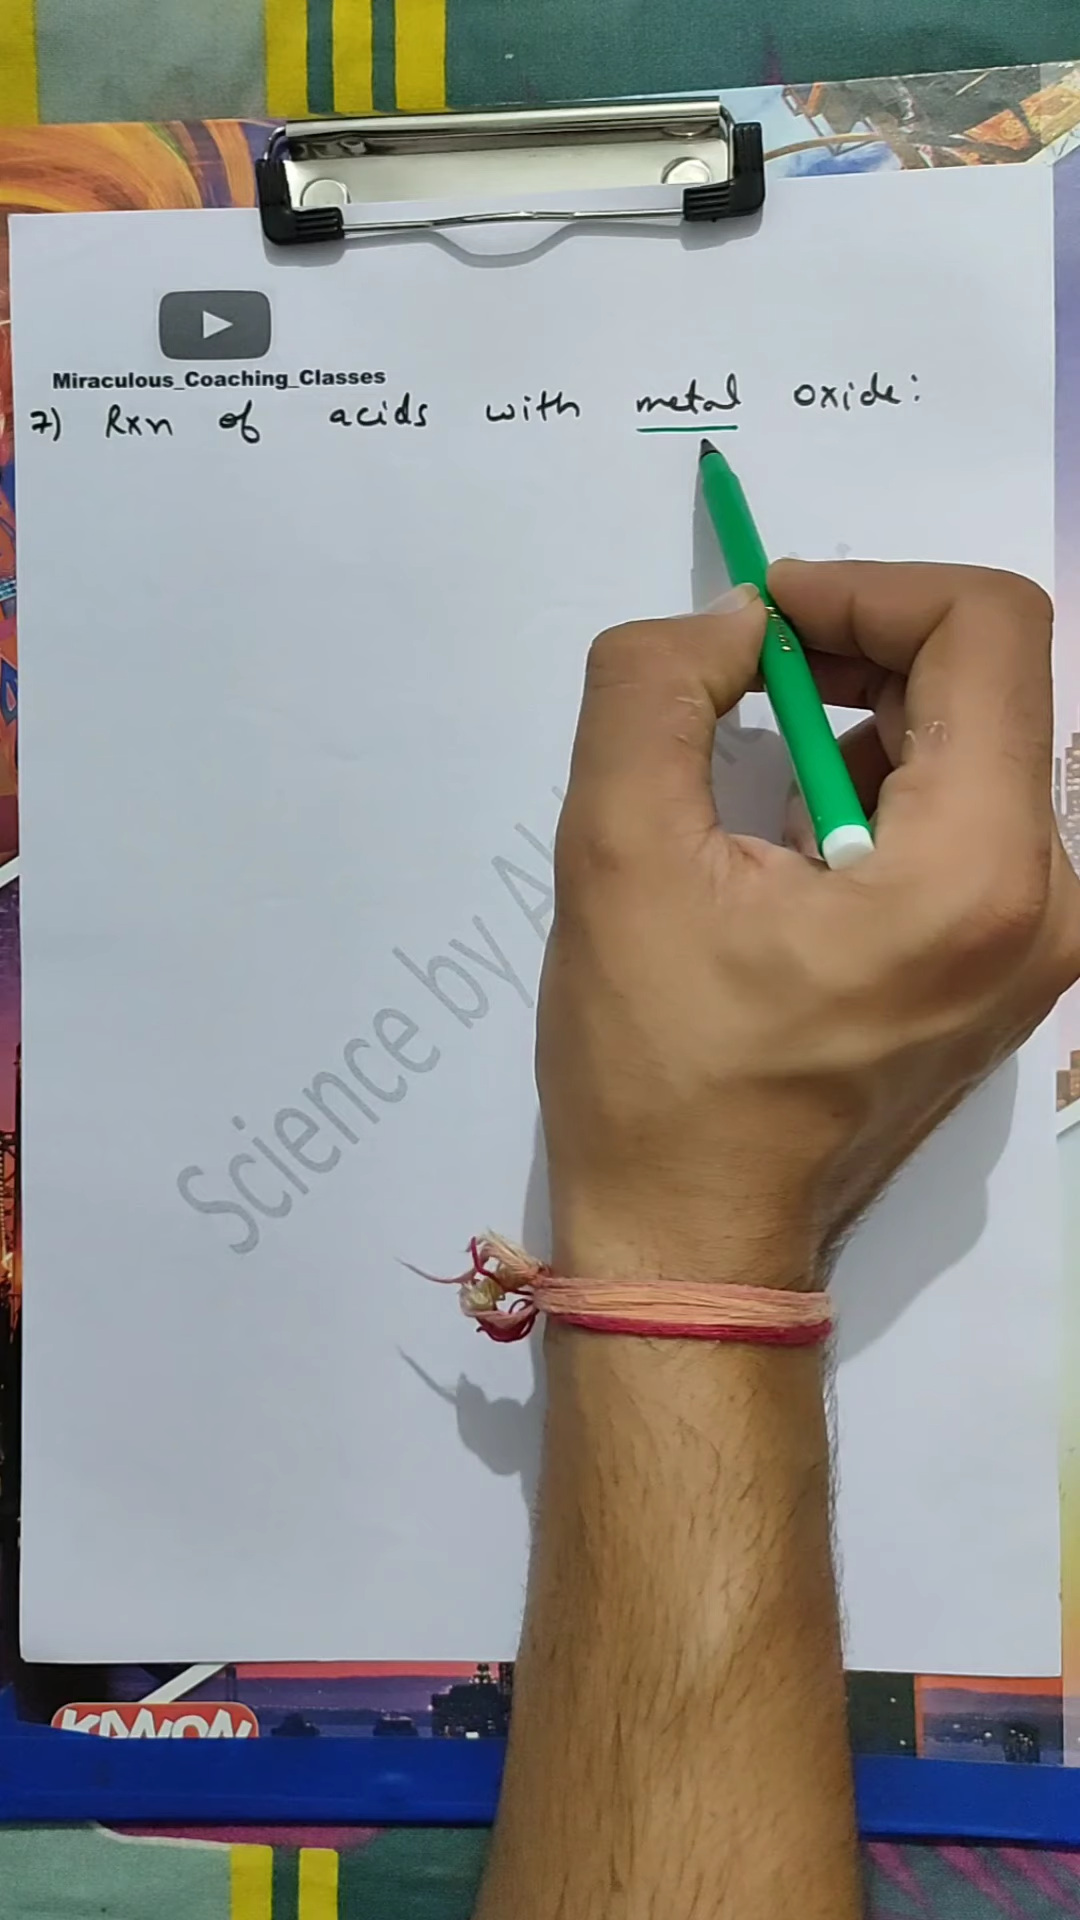 Miraculous_Coaching_Classes
7) Rxn of acids with metal oxide:
Science by